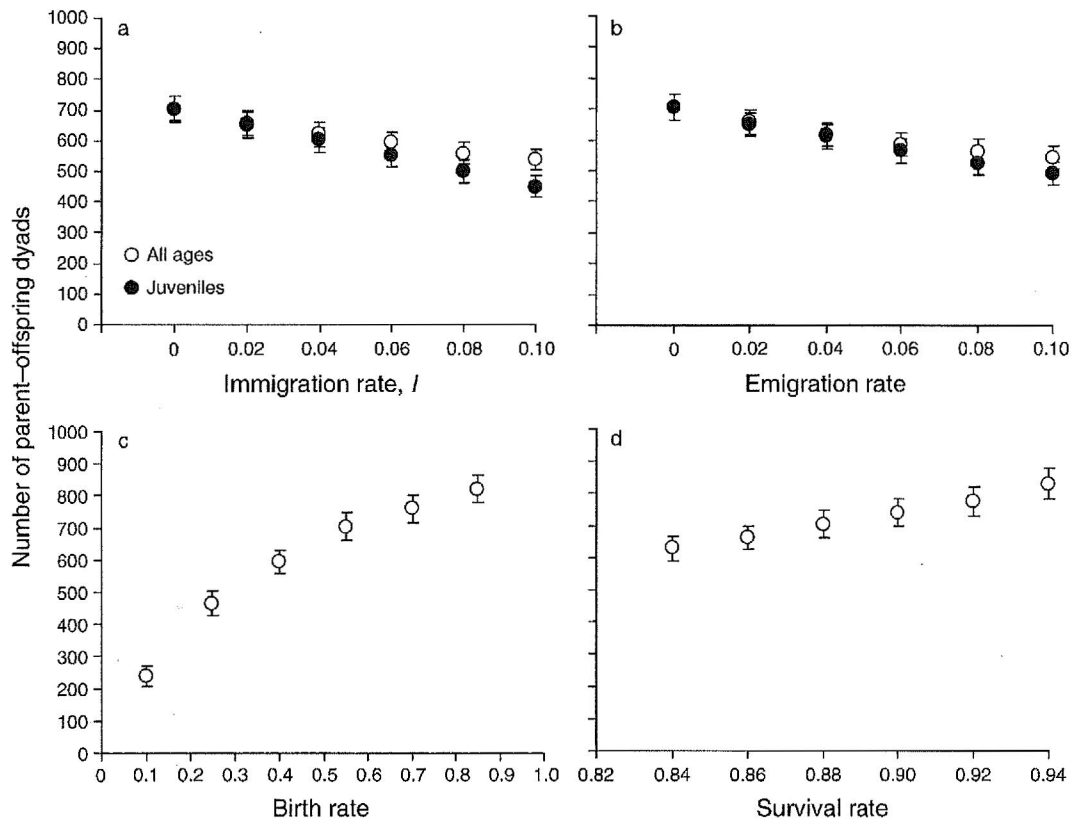 Number of parent–offspring dyads
a
1000
900
800
700
600
500
400
300
200
100
0
All ages
Juveniles
0 0.02 0.04 0.06 0.08 0.10
Immigration rate, I
b
0 0.02 0.04 0.06 0.08 0.10
Emigration rate
c
1000
900
800
700
600
500
400
300
200
100
0
0 0.1 0.2 0.3 0.4 0.5 0.6 0.7 0.8 0.9 1.0
Birth rate
d
0.82 0.84 0.86 0.88 0.90 0.92 0.94
Survival rate